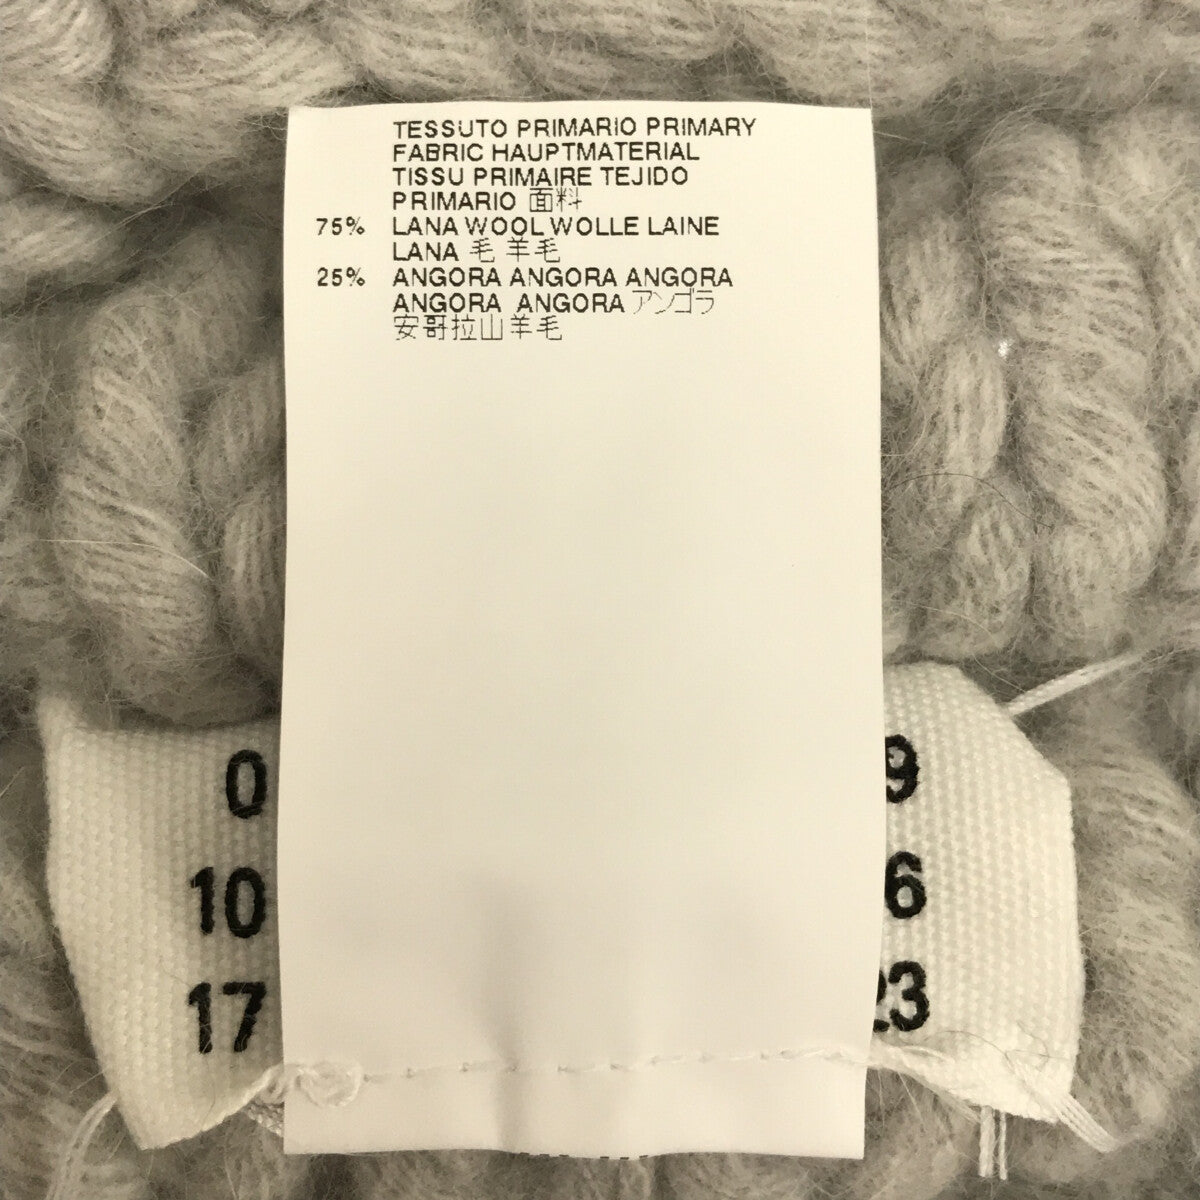 TESSUTO PRIMARIO PRIMARY
FABRIC HAUPTMATERIAL
TISSU PRIMAIRE TEJIDO
PRIMARIO 面料
75% LANA WOOL WOLLE LAINE
LANA 毛 羊毛
25% ANGORA ANGORA ANGORA
ANGORA ANGORA アンゴラ
安哥拉山羊毛
0 9
10 6
17 23